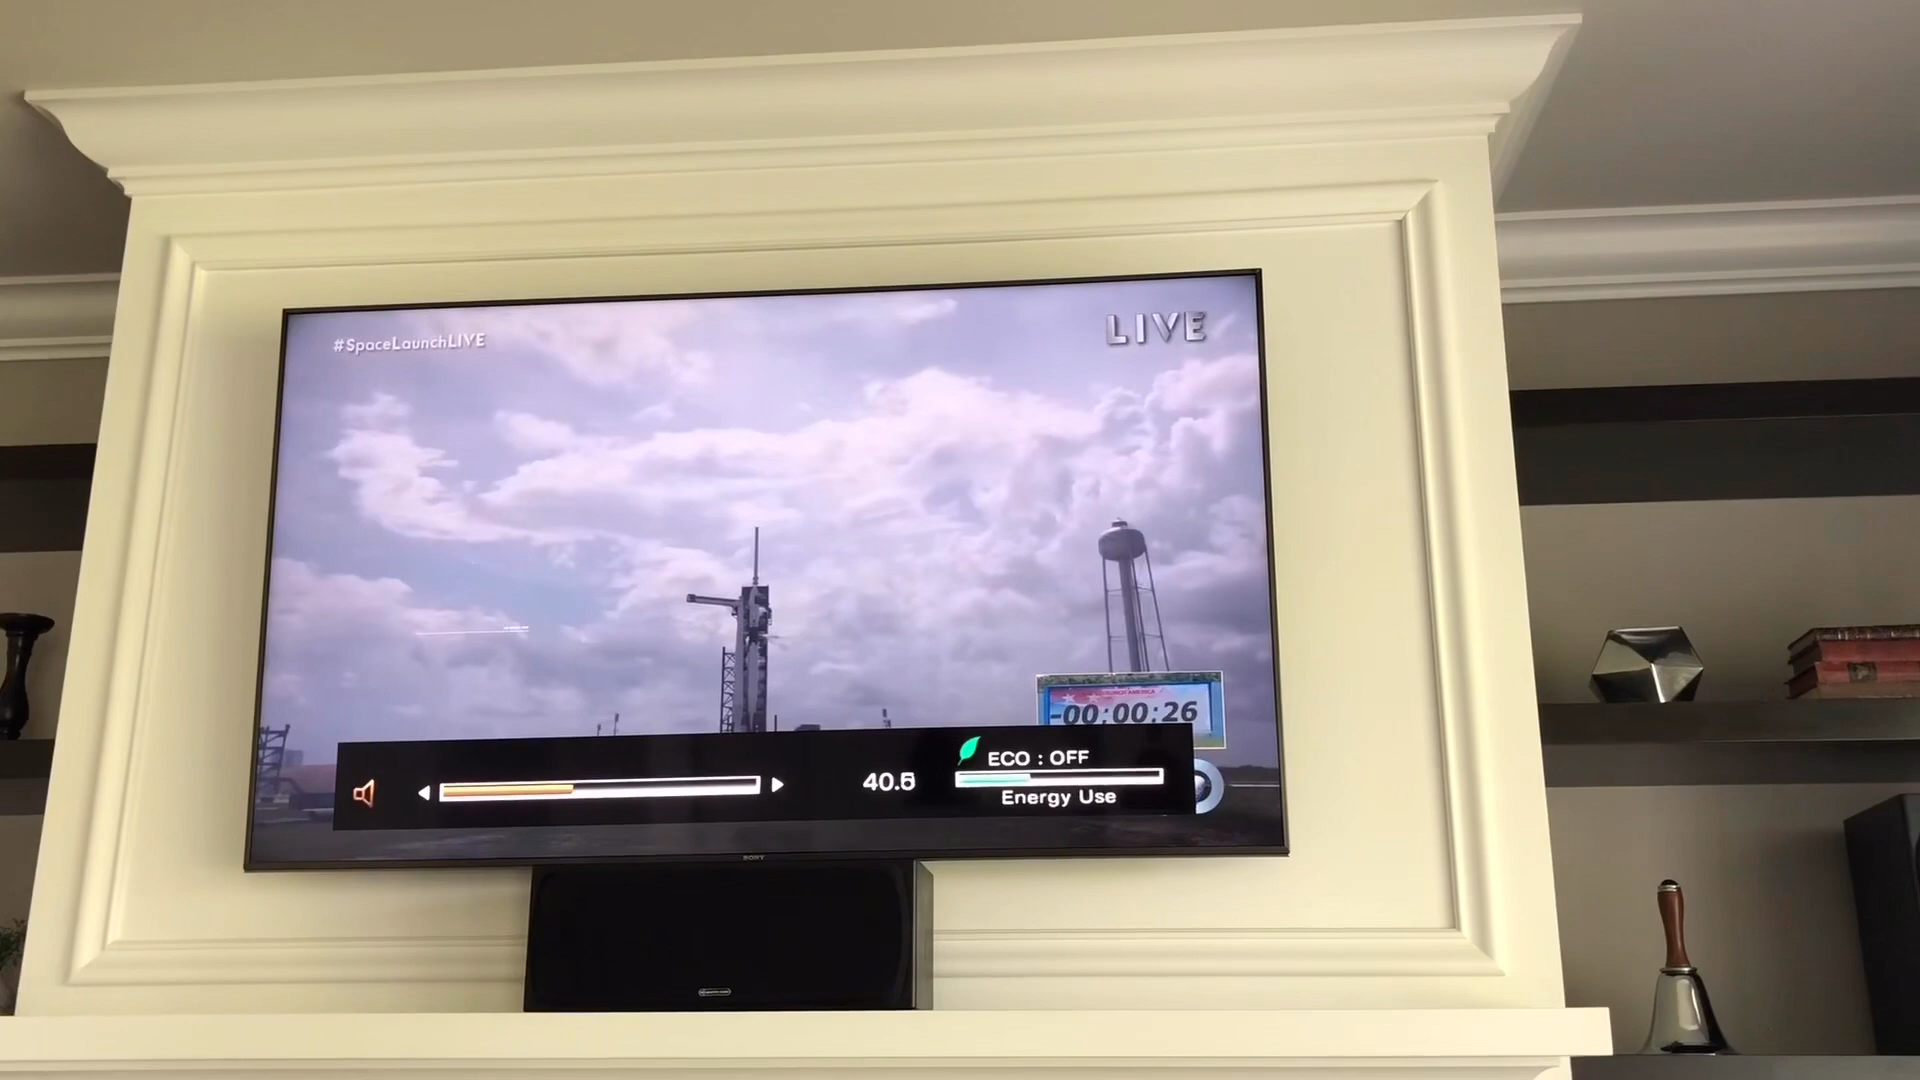 #SpaceLaunchLIVE
LIVE
-00:00:26
ECO : OFF
40.5
Energy Use
SONY